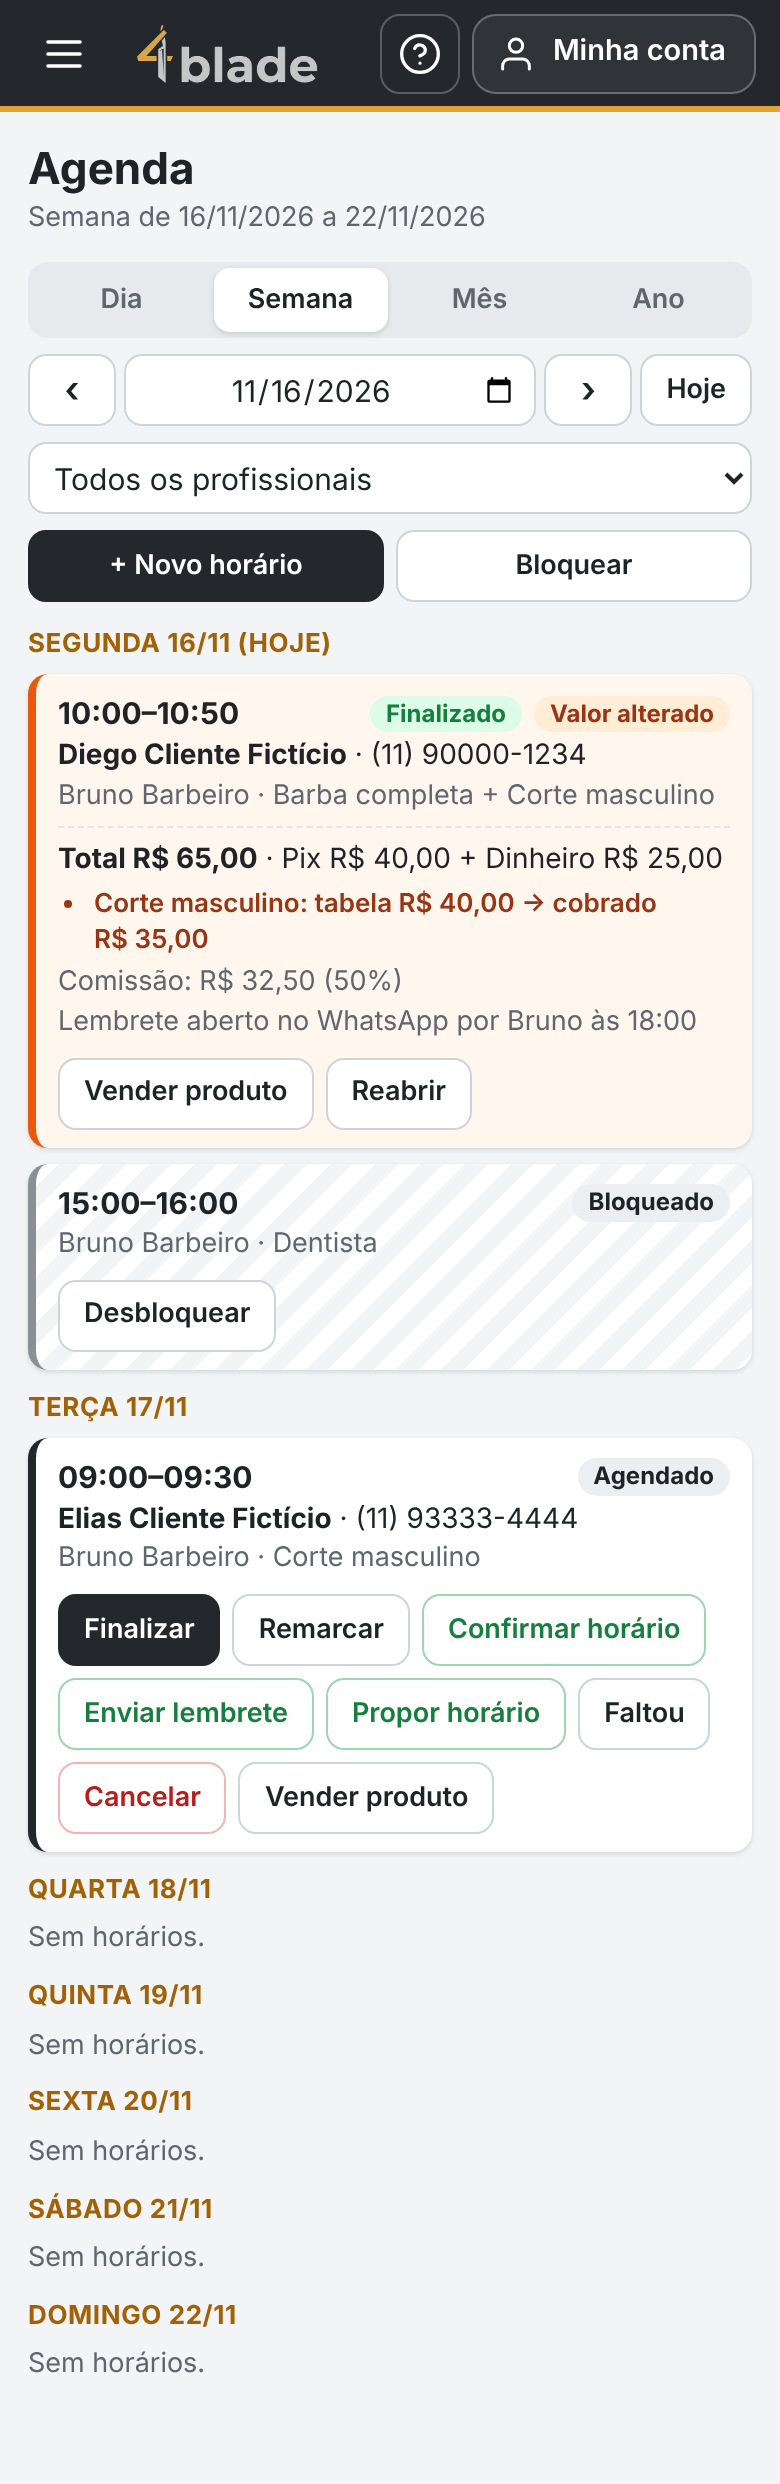 4blade
Minha conta
Agenda
Semana de 16/11/2026 a 22/11/2026
Dia Semana Mês Ano
‹ 11/16/2026 › Hoje
Todos os profissionais
+ Novo horário Bloquear
SEGUNDA 16/11 (HOJE)
10:00–10:50 Finalizado Valor alterado
Diego Cliente Fictício · (11) 90000-1234
Bruno Barbeiro · Barba completa + Corte masculino
Total R$ 65,00 · Pix R$ 40,00 + Dinheiro R$ 25,00
• Corte masculino: tabela R$ 40,00 → cobrado
R$ 35,00
Comissão: R$ 32,50 (50%)
Lembrete aberto no WhatsApp por Bruno às 18:00
Vender produto Reabrir
15:00–16:00 Bloqueado
Bruno Barbeiro · Dentista
Desbloquear
TERÇA 17/11
09:00–09:30 Agendado
Elias Cliente Fictício · (11) 93333-4444
Bruno Barbeiro · Corte masculino
Finalizar Remarcar Confirmar horário
Enviar lembrete Propor horário Faltou
Cancelar Vender produto
QUARTA 18/11
Sem horários.
QUINTA 19/11
Sem horários.
SEXTA 20/11
Sem horários.
SÁBADO 21/11
Sem horários.
DOMINGO 22/11
Sem horários.